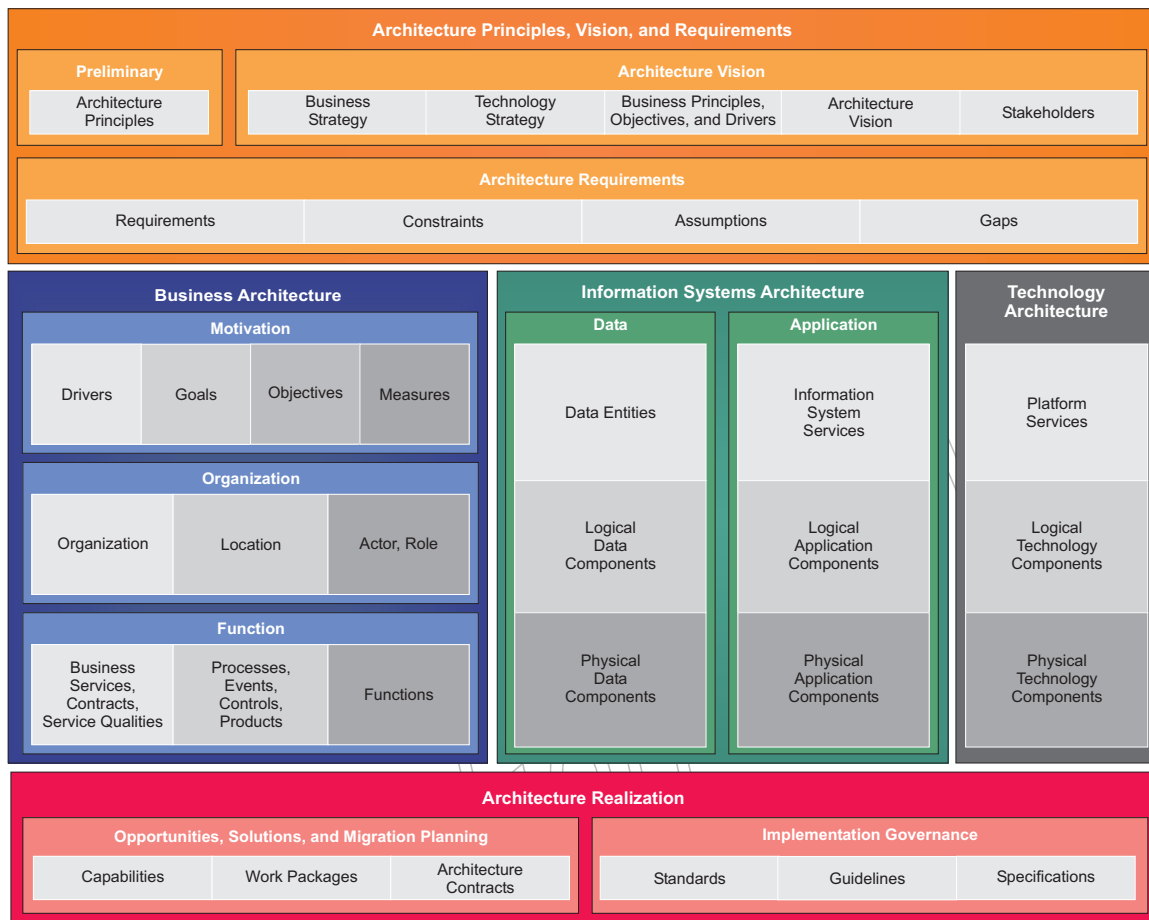 Architecture Principles, Vision, and Requirements
Preliminary
Architecture
Principles
Architecture Vision
Business
Strategy
Technology
Strategy
Business Principles,
Objectives, and Drivers
Architecture
Vision
Stakeholders
Architecture Requirements
Requirements
Constraints
Assumptions
Gaps
Business Architecture
Motivation
Drivers
Goals
Objectives
Measures
Organization
Organization
Location
Actor, Role
Function
Business
Services,
Contracts,
Service Qualities
Processes,
Events,
Controls,
Products
Functions
Information Systems Architecture
Data
Data Entities
Logical
Data
Components
Physical
Data
Components
Application
Information
System
Services
Logical
Application
Components
Physical
Application
Components
Technology
Architecture
Platform
Services
Logical
Technology
Components
Physical
Technology
Components
Architecture Realization
Opportunities, Solutions, and Migration Planning
Capabilities
Work Packages
Architecture
Contracts
Implementation Governance
Standards
Guidelines
Specifications